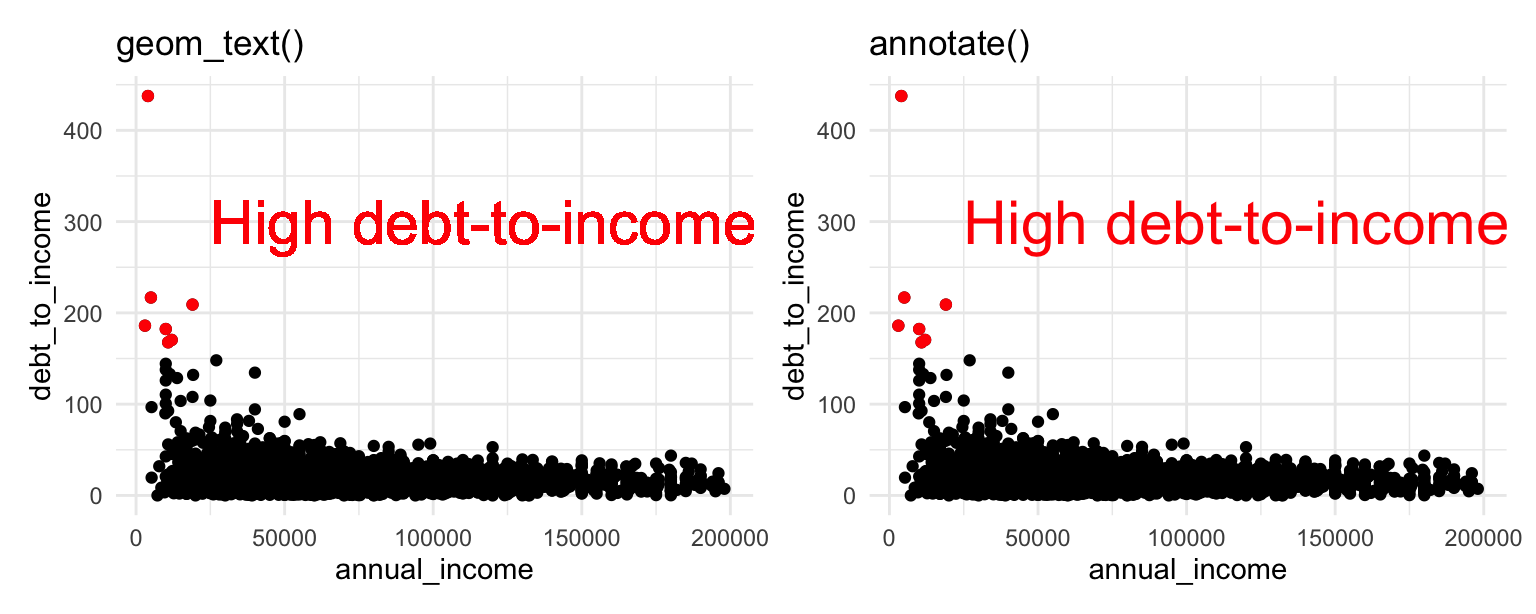 geom_text()
400
300
200
100
0
debt_to_income
High debt-to-income
0 50000 100000 150000 200000
annual_income
annotate()
400
300
200
100
0
debt_to_income
High debt-to-income
0 50000 100000 150000 200000
annual_income